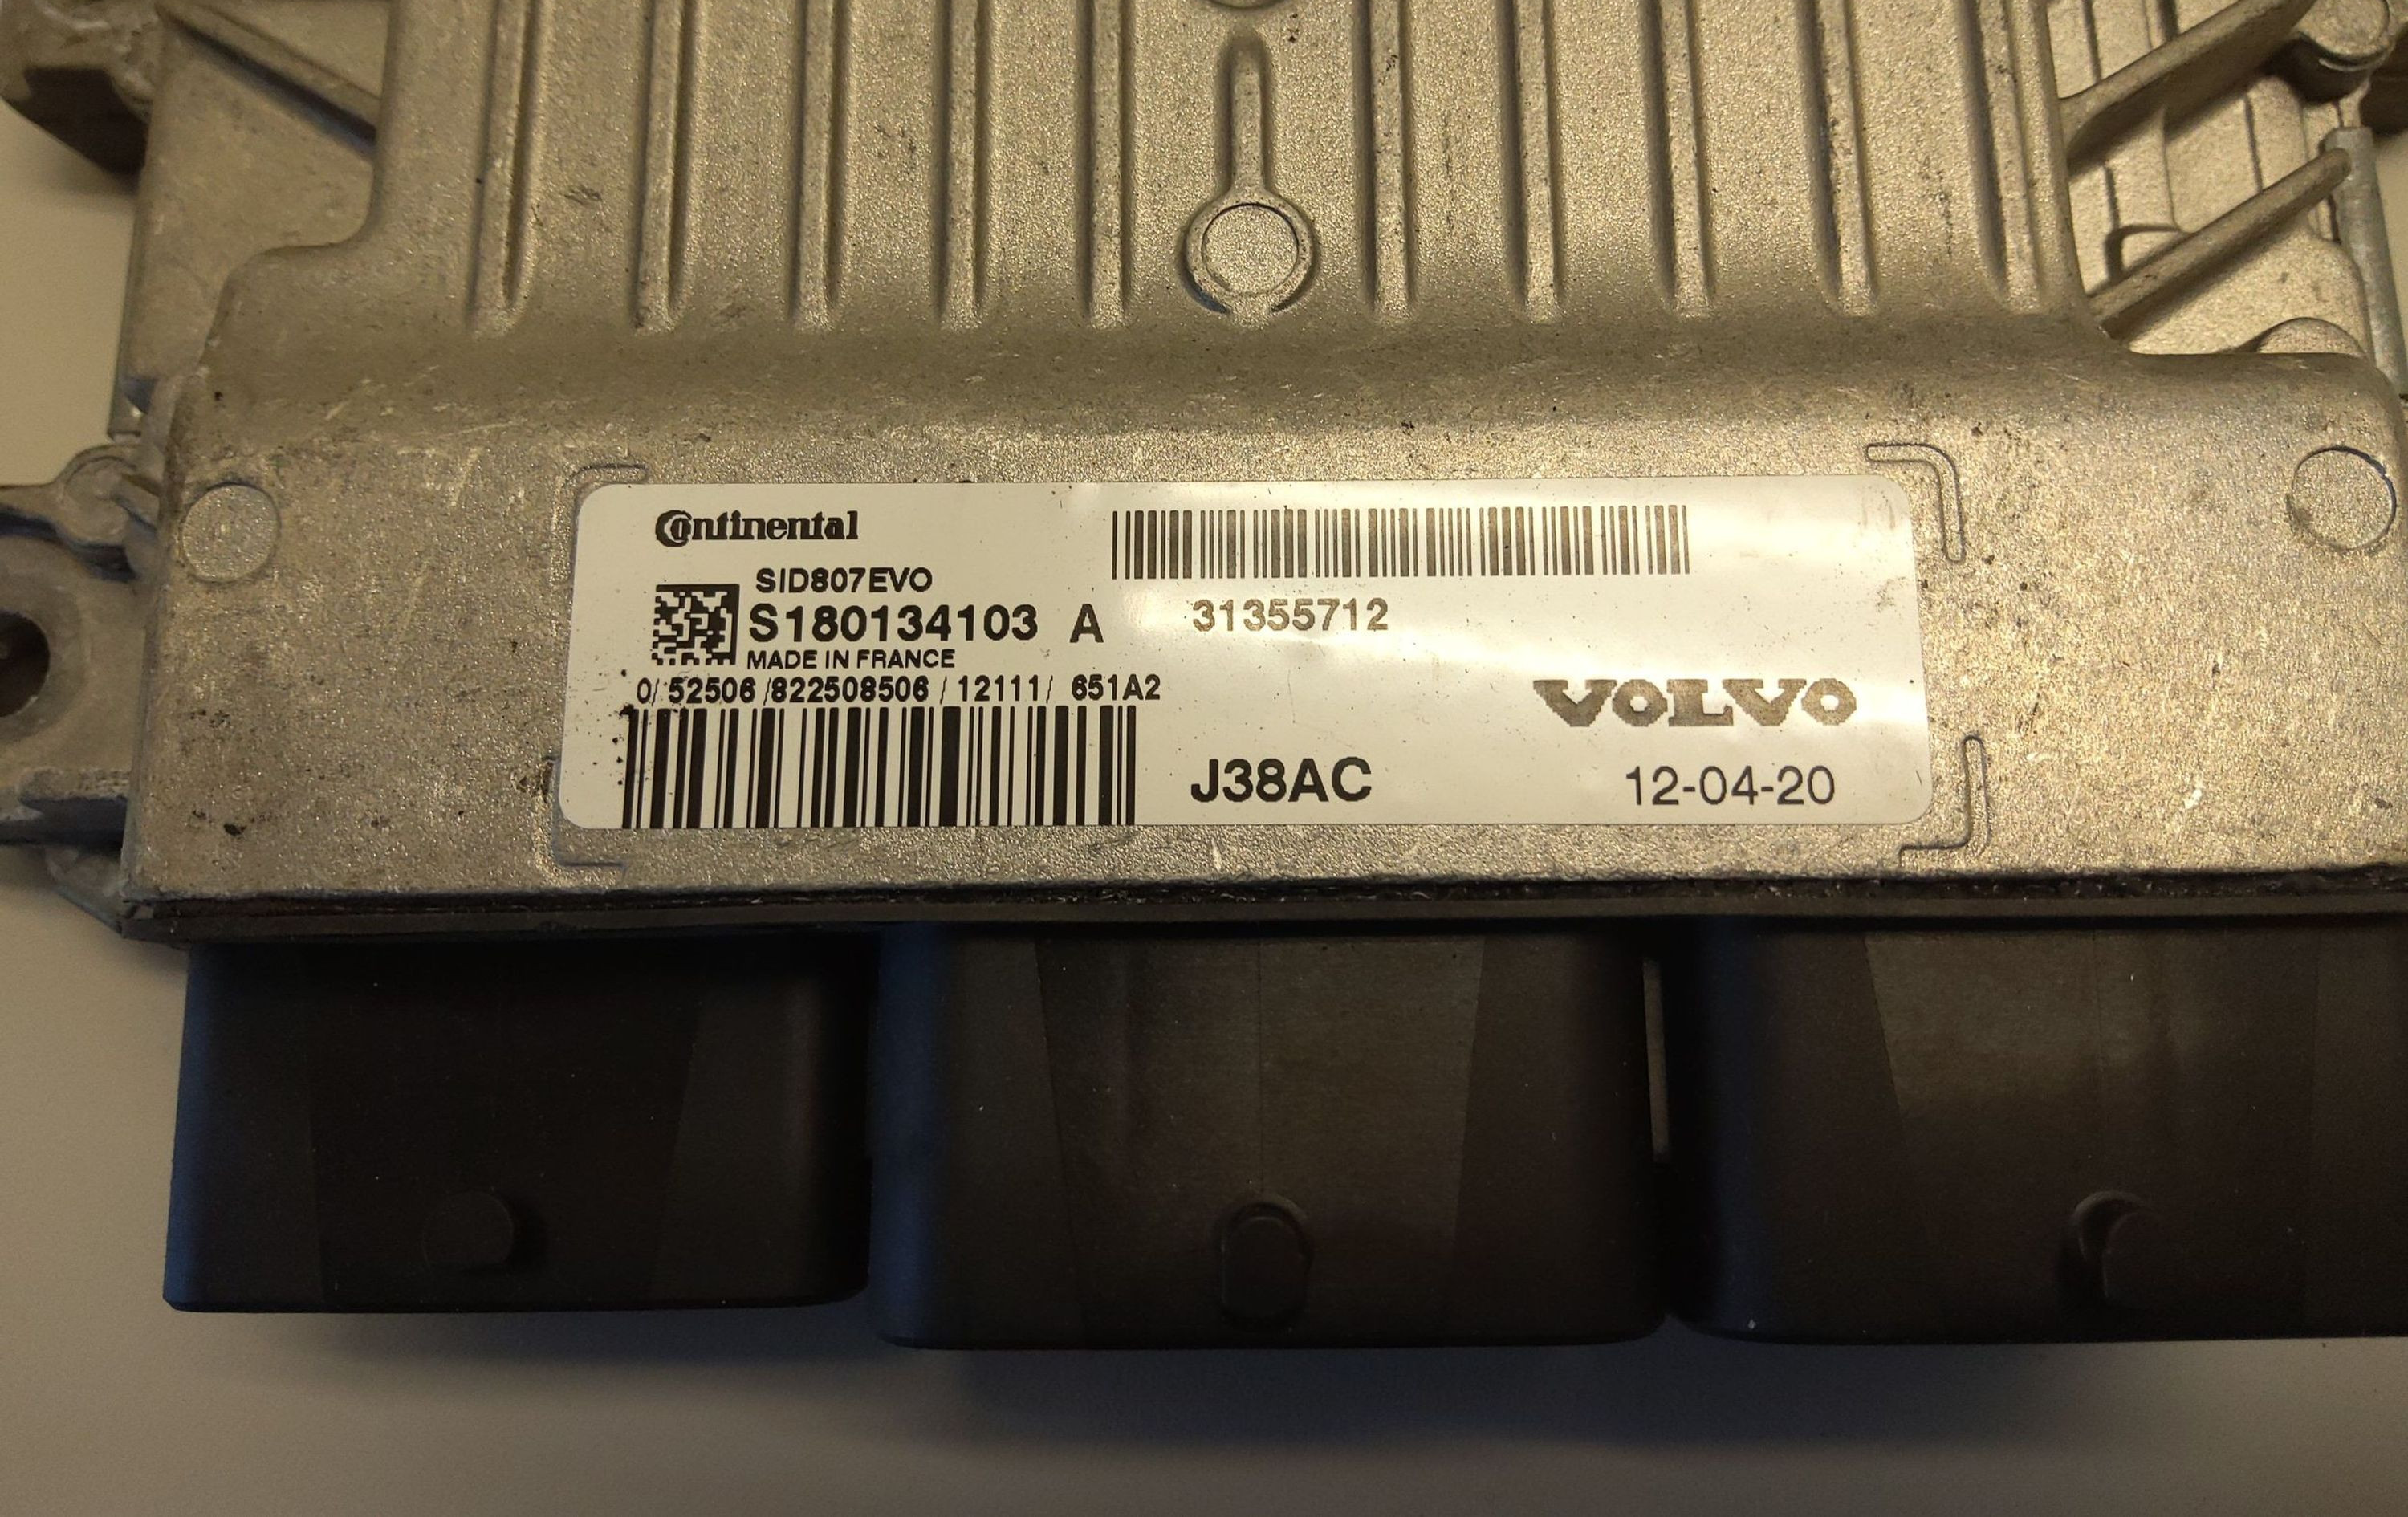 Continental
SID807EVO
S180134103 A
MADE IN FRANCE
0/ 52506 /822508506 /12111/ 651A2
31355712
VOLVO
J38AC
12-04-20